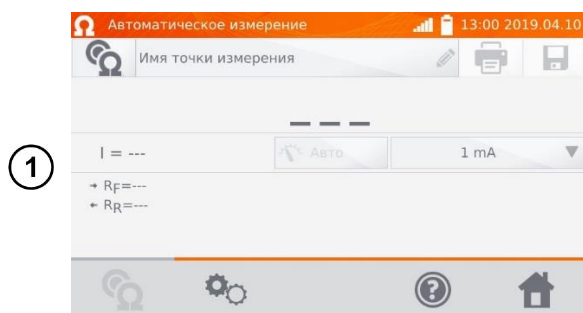 Автоматическое измерение 13:00 2019.04.10
Имя точки измерения
---
I = --- Авто 1 mA
1
→ RF=---
← RR=---
?